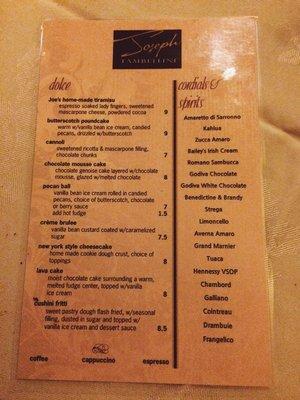 Joseph
TAMBELLINI
dolce
Joe's home-made tiramisu
espresso soaked lady fingers, sweetened
mascarpone cheese, powdered cocoa 9
butterscotch poundcake
warm w/vanilla bean ice cream, candied
pecans, drizzled w/butterscotch 9
cannoli
sweetened ricotta & mascarpone filling,
chocolate chunks 7
chocolate mousse cake
chocolate genoise cake layered w/chocolate
mousse, glazed w/melted chocolate 8
pecan ball
vanilla bean ice cream rolled in candied
pecans, choice of butterscotch, chocolate
or berry sauce 7
add hot fudge 1.5
crème brulee
vanilla bean custard coated w/caramelized
sugar 7.5
new york style cheesecake
home made cookie dough crust, choice of
toppings 8
lava cake
moist chocolate cake surrounding a warm,
melted fudge center, topped w/vanilla
ice cream 8
cushini fritti
sweet pastry dough flash fried, w/seasonal
filling, dusted in sugar and topped w/
vanilla ice cream and dessert sauce 8.5
coffee cappuccino espresso
cordials &
spirits
Amaretto di Sarronno
Kahlua
Zucca Amaro
Bailey's Irish Cream
Romano Sambucca
Godiva Chocolate
Godiva White Chocolate
Benedictine & Brandy
Strega
Limoncello
Averna Amaro
Grand Marnier
Tuaca
Hennessy VSOP
Chambord
Galliano
Cointreau
Drambuie
Frangelico